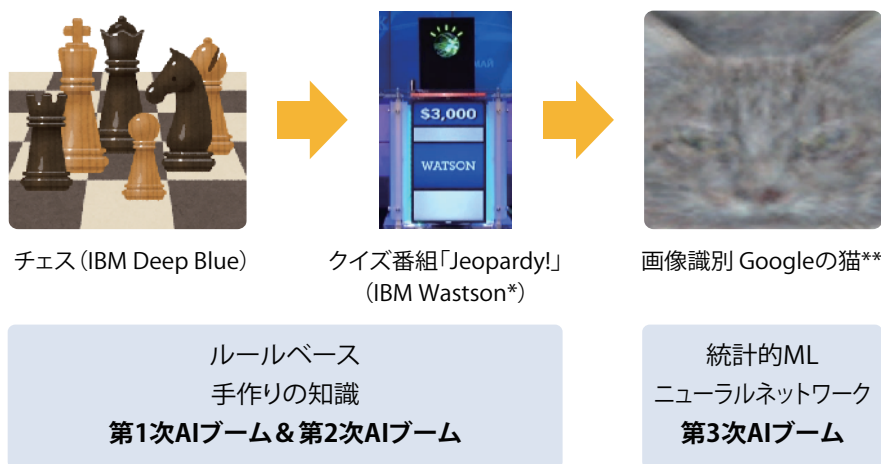 $3,000
WATSON
チェス（IBM Deep Blue）
クイズ番組「Jeopardy!」
（IBM Wastson*）
画像識別 Googleの猫**
ルールベース
手作りの知識
第1次AIブーム＆第2次AIブーム
統計的ML
ニューラルネットワーク
第3次AIブーム